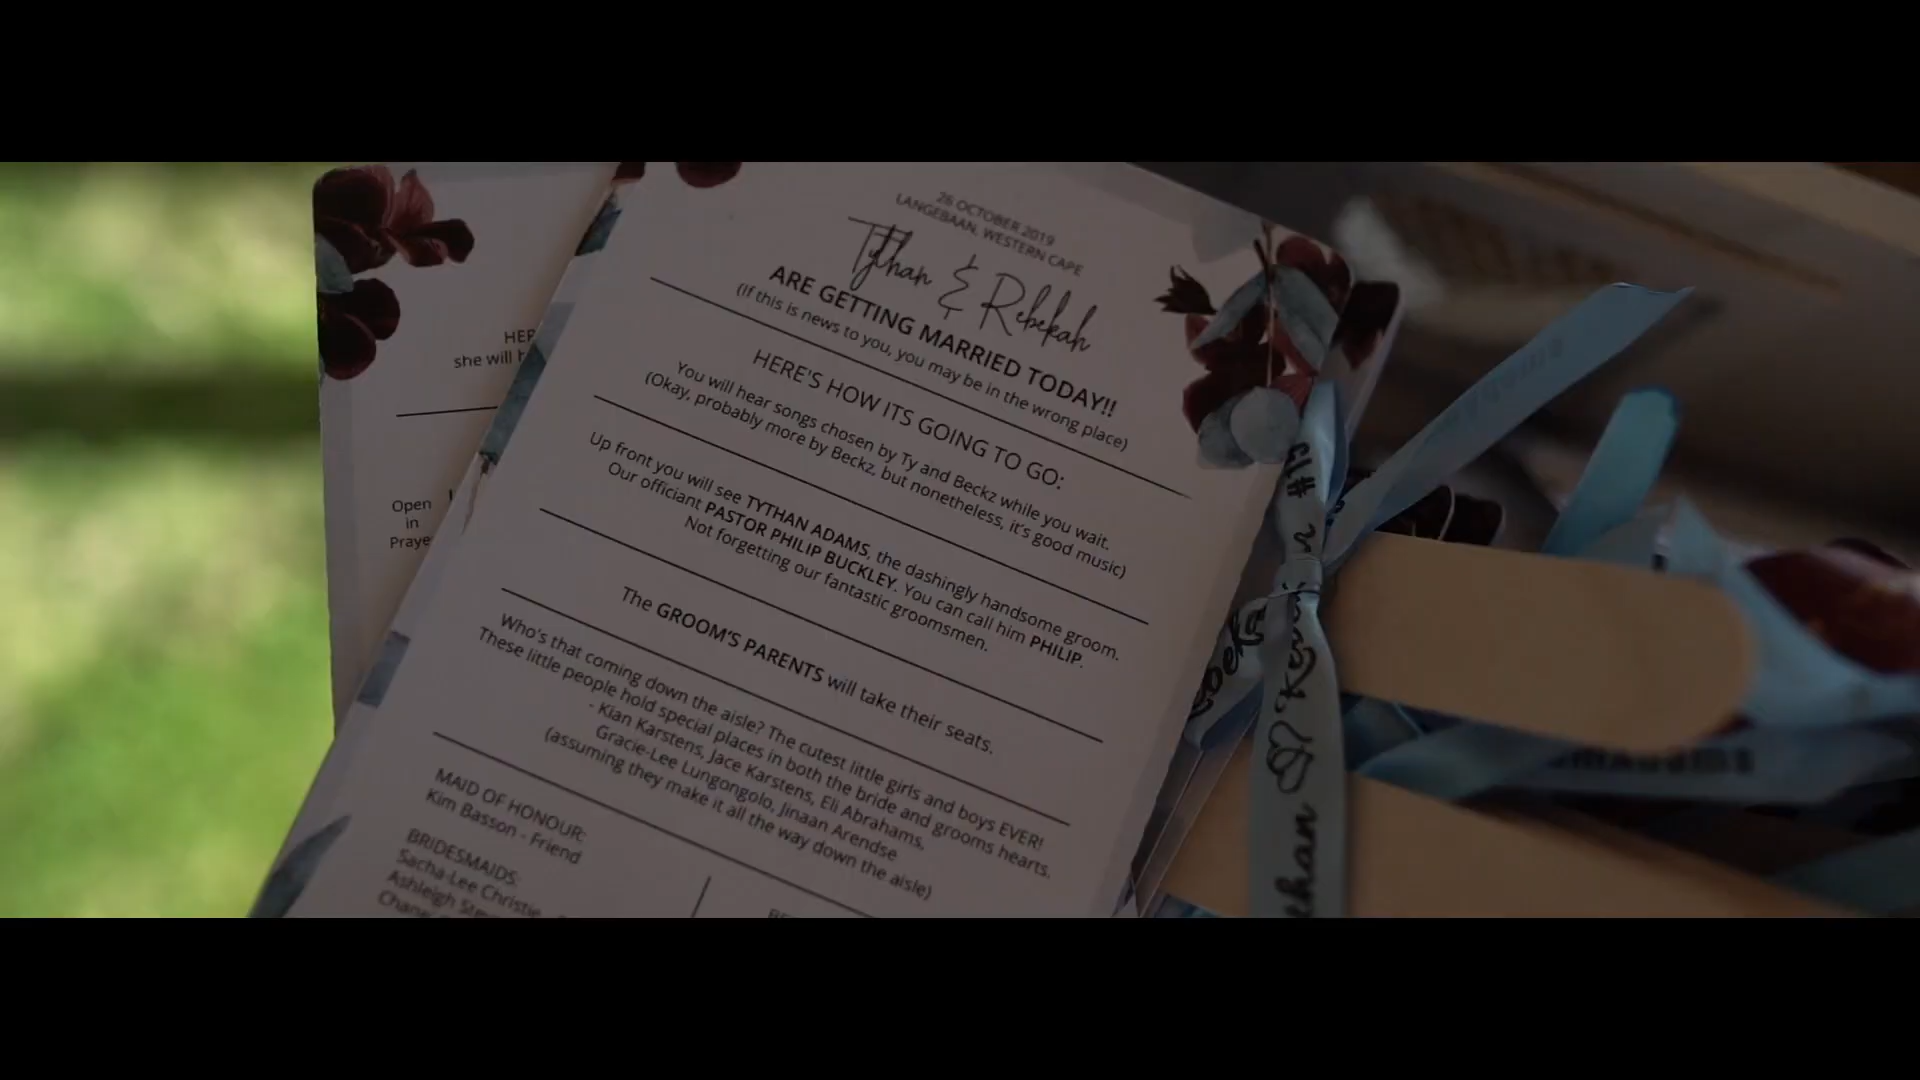 26 OCTOBER 2019
LANGEBAAN, WESTERN CAPE
Tythan & Rebekah
ARE GETTING MARRIED TODAY!!
(If this is news to you, you may be in the wrong place)
HERE'S HOW ITS GOING TO GO:
You will hear songs chosen by Ty and Beckz while you wait.
(Okay, probably more by Beckz. but nonetheless, it's good music)
Up front you will see TYTHAN ADAMS, the dashingly handsome groom.
Our officiant PASTOR PHILIP BUCKLEY. You can call him PHILIP.
Not forgetting our fantastic groomsmen.
The GROOM'S PARENTS will take their seats.
Who's that coming down the aisle? The cutest little girls and boys EVER!
These little people hold special places in both the bride and grooms hearts.
- Kian Karstens, Jace Karstens, Eli Abrahams,
Gracie-Lee Lungongolo, Jinaan Arendse
(assuming they make it all the way down the aisle)
MAID OF HONOUR:
Kim Basson - Friend
BRIDESMAIDS:
Sacha-Lee Christie
Ashleigh
she will
Open
in